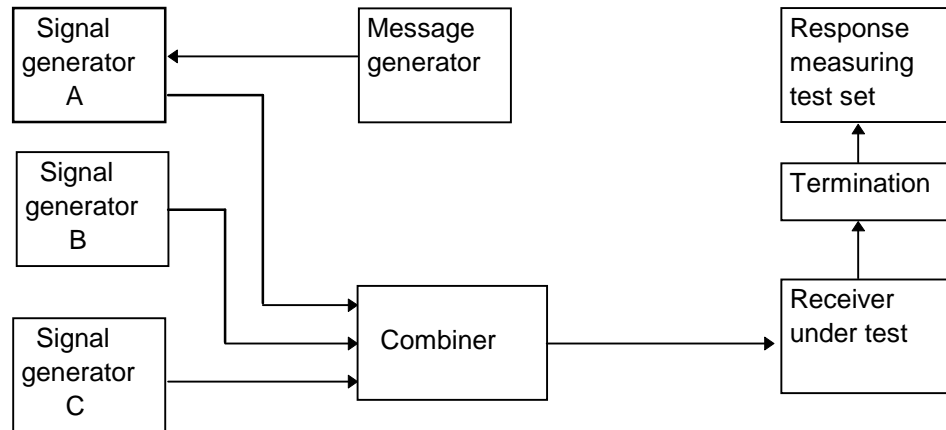 Signal
generator
A
Message
generator
Response
measuring
test set
Signal
generator
B
Termination
Signal
generator
C
Combiner
Receiver
under test